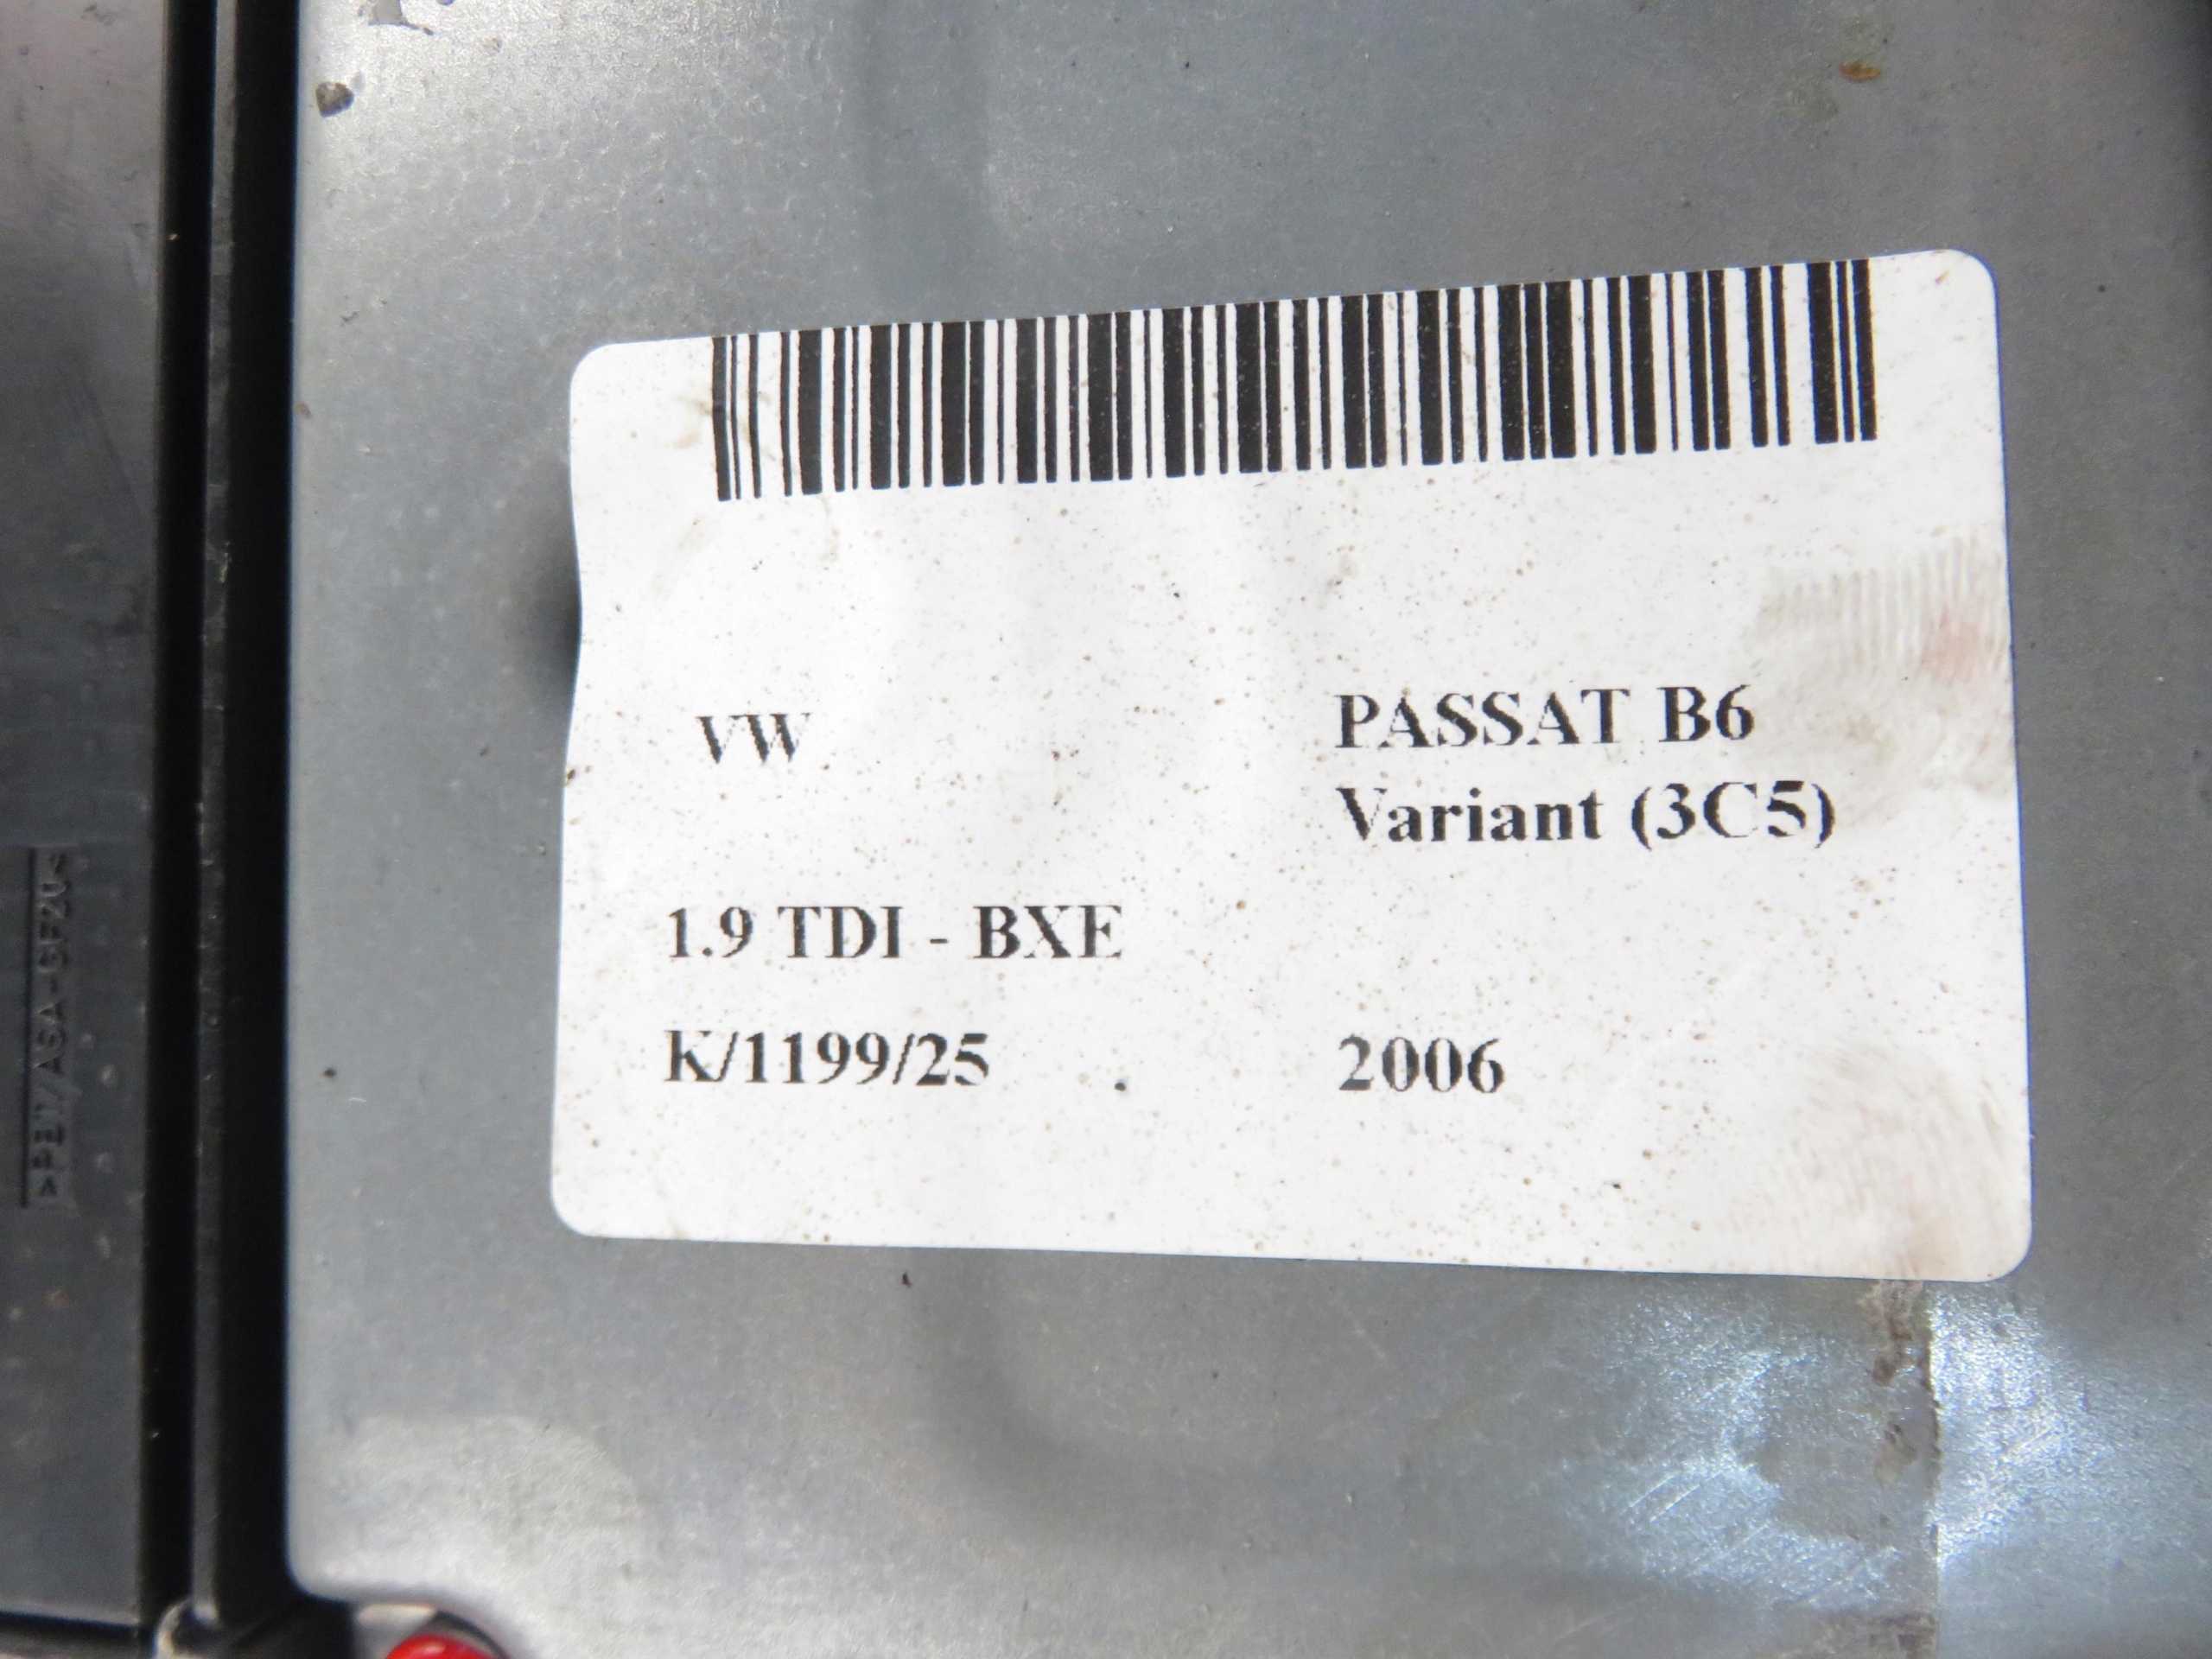 VW
PASSAT B6
Variant (3C5)
1.9 TDI - BXE
K/1199/25
2006